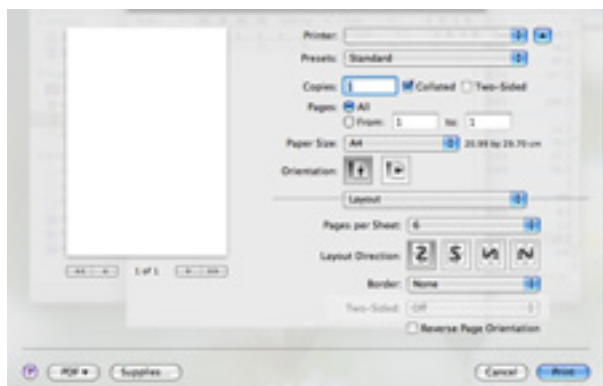 Printer:
Presets: Standard
Copies: 1 Collated Two-Sided
Pages: All
From: 1 to: 1
Paper Size: A4 20.99 by 29.70 cm
Orientation:
Layout
Pages per Sheet: 6
Layout Direction:
Border: None
Two-Sided: Off
Reverse Page Orientation
1 of 1
? PDF Supplies... Cancel Print